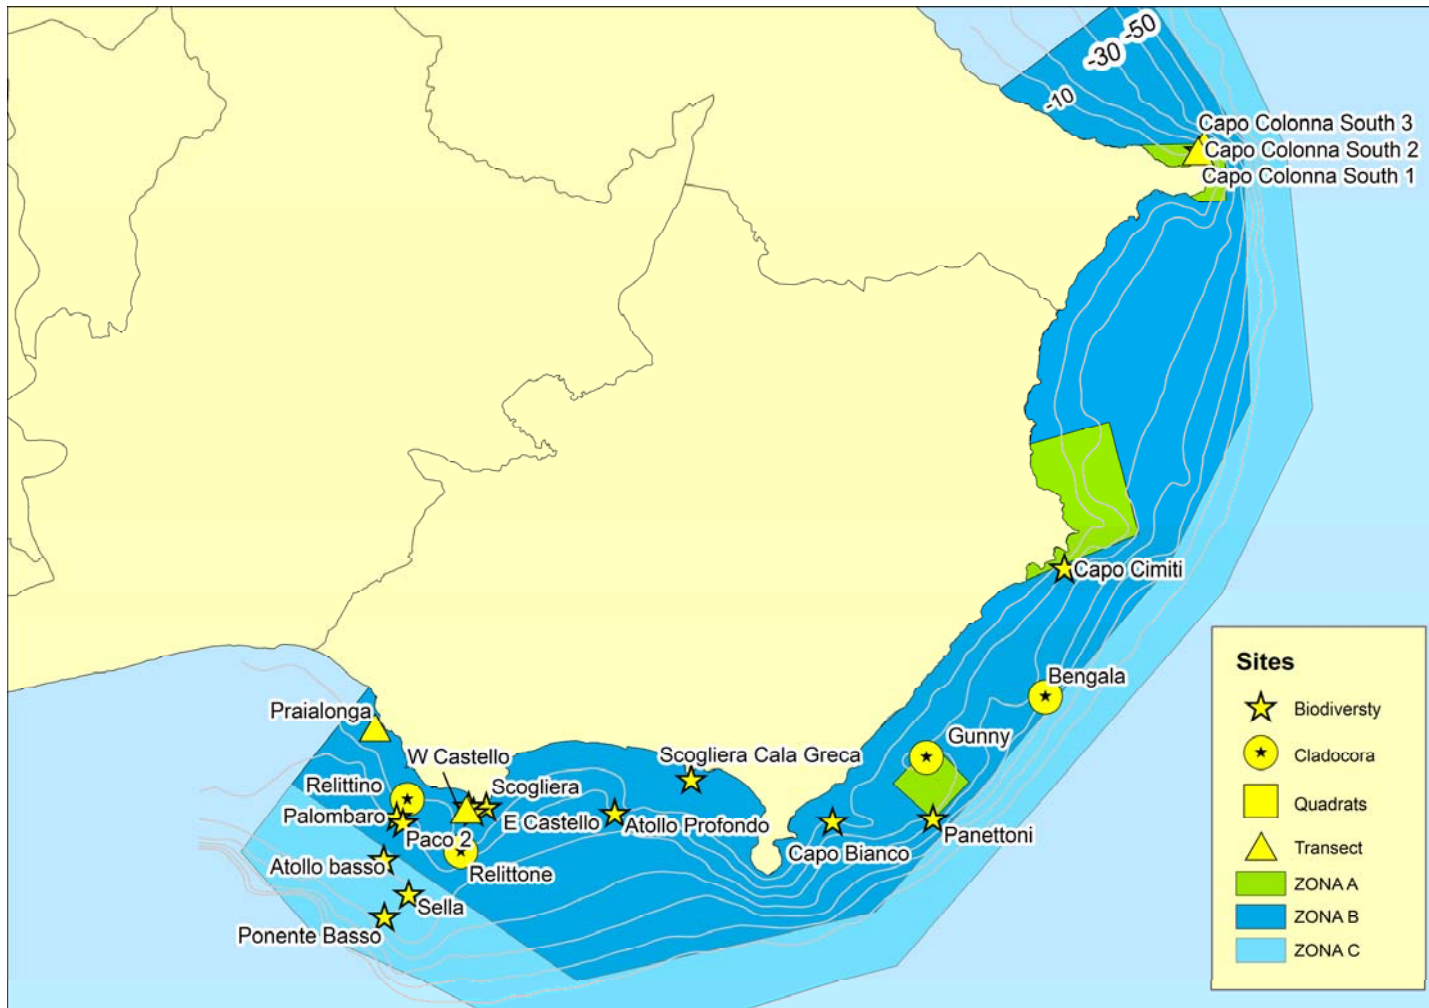 -50
-30
-10
Capo Colonna South 3
Capo Colonna South 2
Capo Colonna South 1
Capo Cimiti
Bengala
Gunny
Praialonga
W Castello
Scogliera Cala Greca
Relittino
Scogliera
Palombaro
E Castello
Atollo Profondo
Paco 2
Capo Bianco
Panettoni
Atollo basso
Relittone
Sella
Ponente Basso
Sites
Biodiversty
Cladocora
Quadrats
Transect
ZONA A
ZONA B
ZONA C